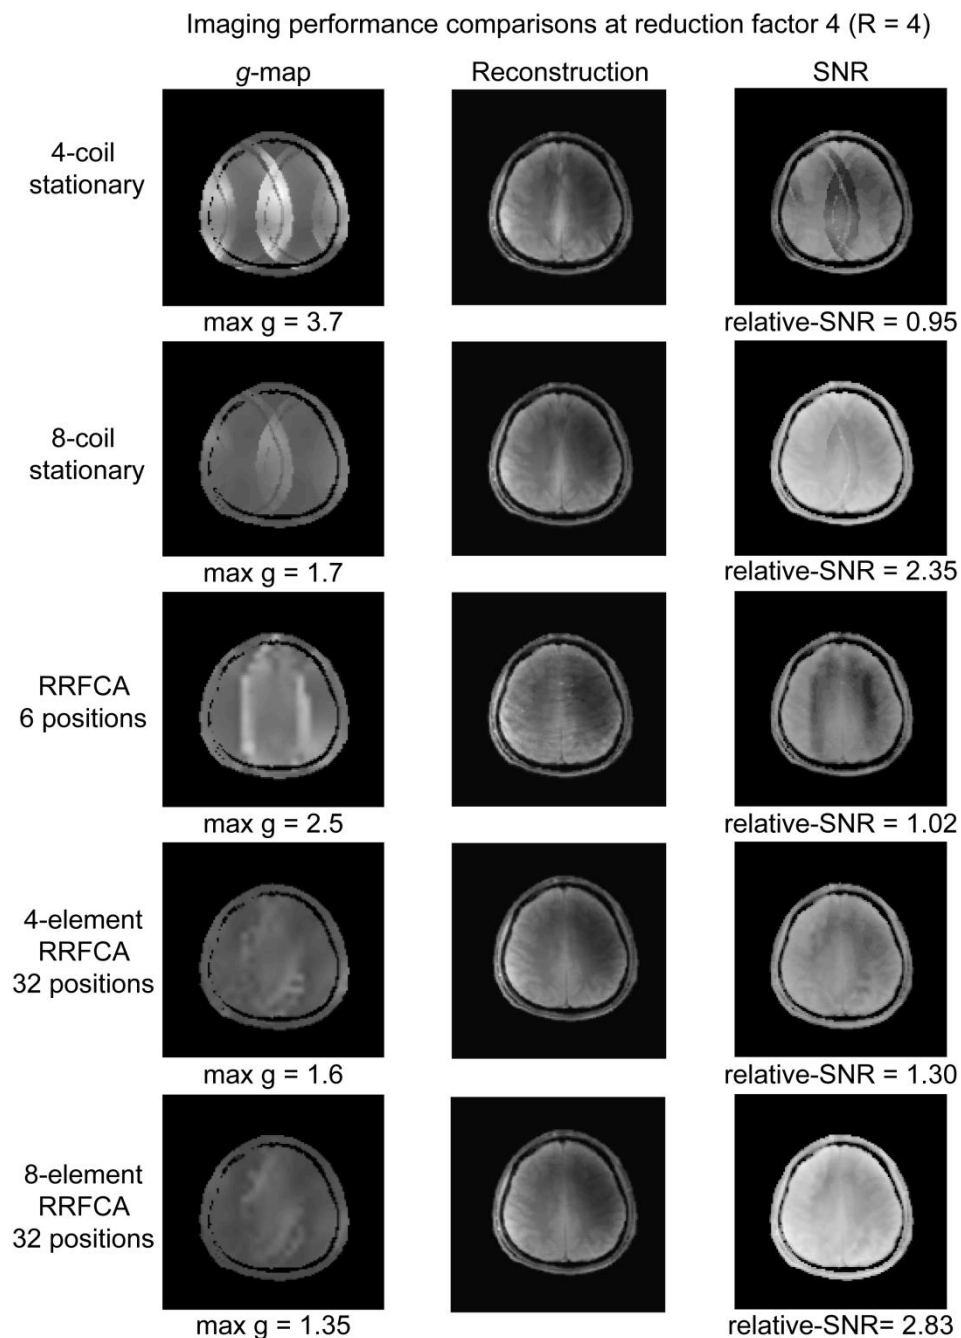 Imaging performance comparisons at reduction factor 4 (R = 4)
g-map Reconstruction SNR
4-coil
stationary
max g = 3.7 relative-SNR = 0.95
8-coil
stationary
max g = 1.7 relative-SNR = 2.35
RRFCA
6 positions
max g = 2.5 relative-SNR = 1.02
4-element
RRFCA
32 positions
max g = 1.6 relative-SNR = 1.30
8-element
RRFCA
32 positions
max g = 1.35 relative-SNR= 2.83